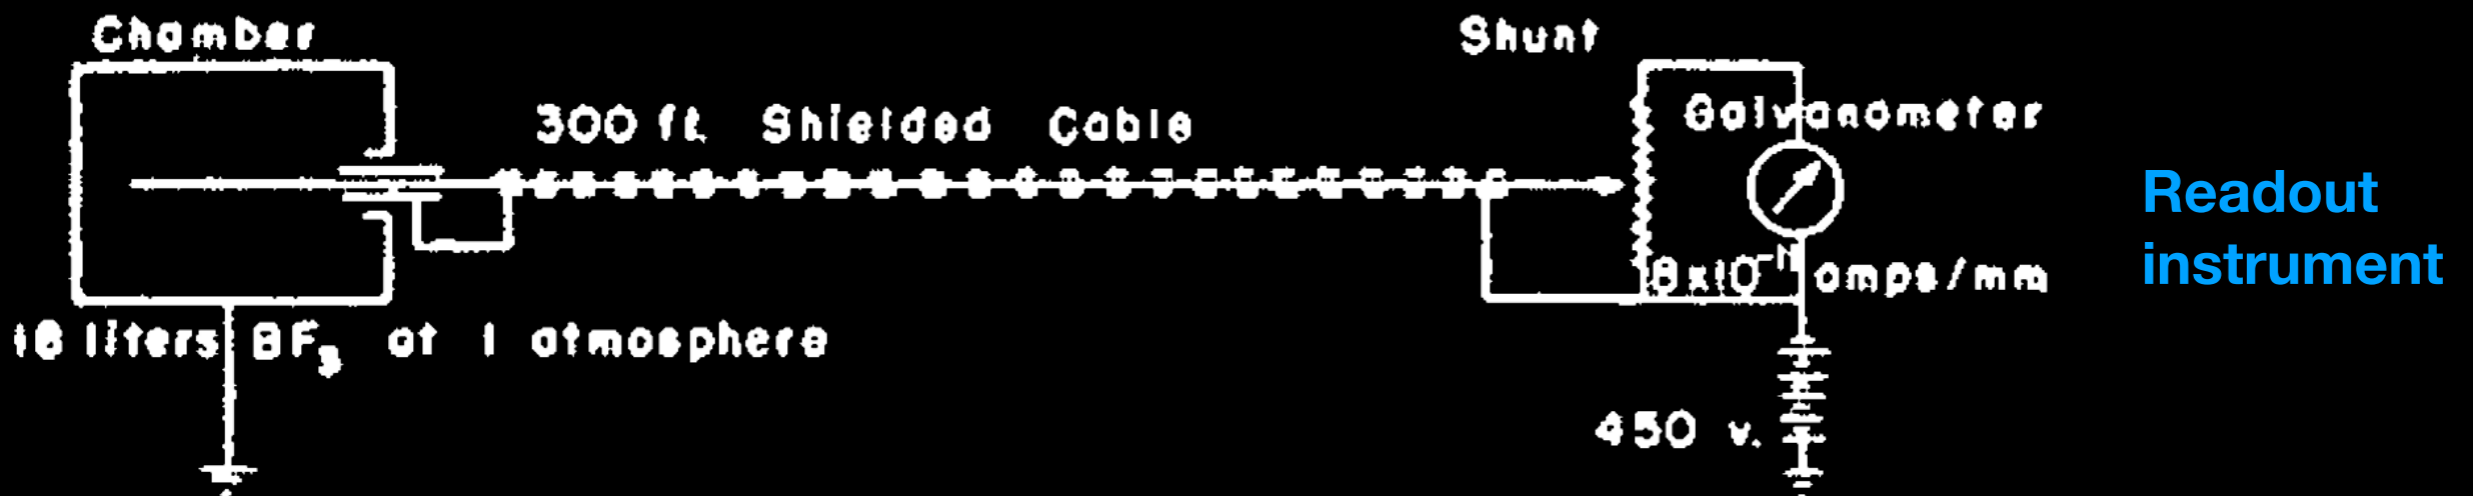 Chamber
Shunt
300 ft. Shielded Cable
Galvanometer
Readout
instrument
8x10⁻¹¹ amps/mm
18 liters BF₃ at 1 atmosphere
450 v.